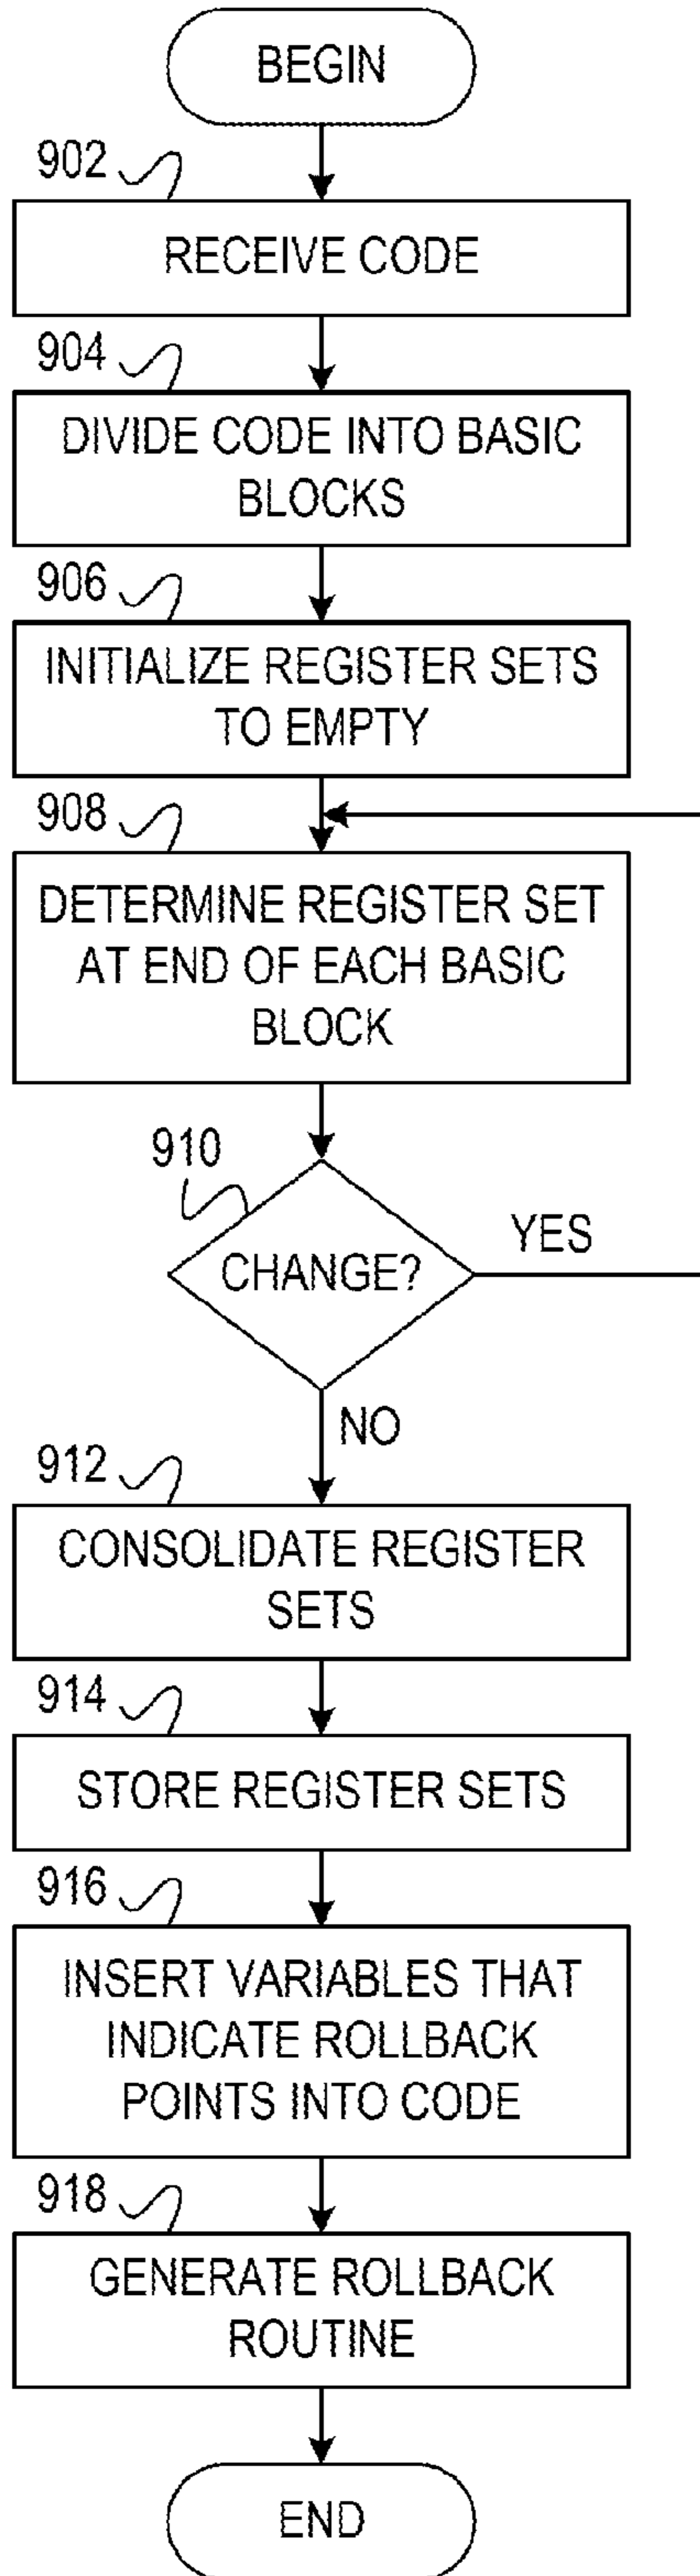 BEGIN
902
RECEIVE CODE
904
DIVIDE CODE INTO BASIC
BLOCKS
906
INITIALIZE REGISTER SETS
TO EMPTY
908
DETERMINE REGISTER SET
AT END OF EACH BASIC
BLOCK
910
CHANGE?
YES
NO
912
CONSOLIDATE REGISTER
SETS
914
STORE REGISTER SETS
916
INSERT VARIABLES THAT
INDICATE ROLLBACK
POINTS INTO CODE
918
GENERATE ROLLBACK
ROUTINE
END